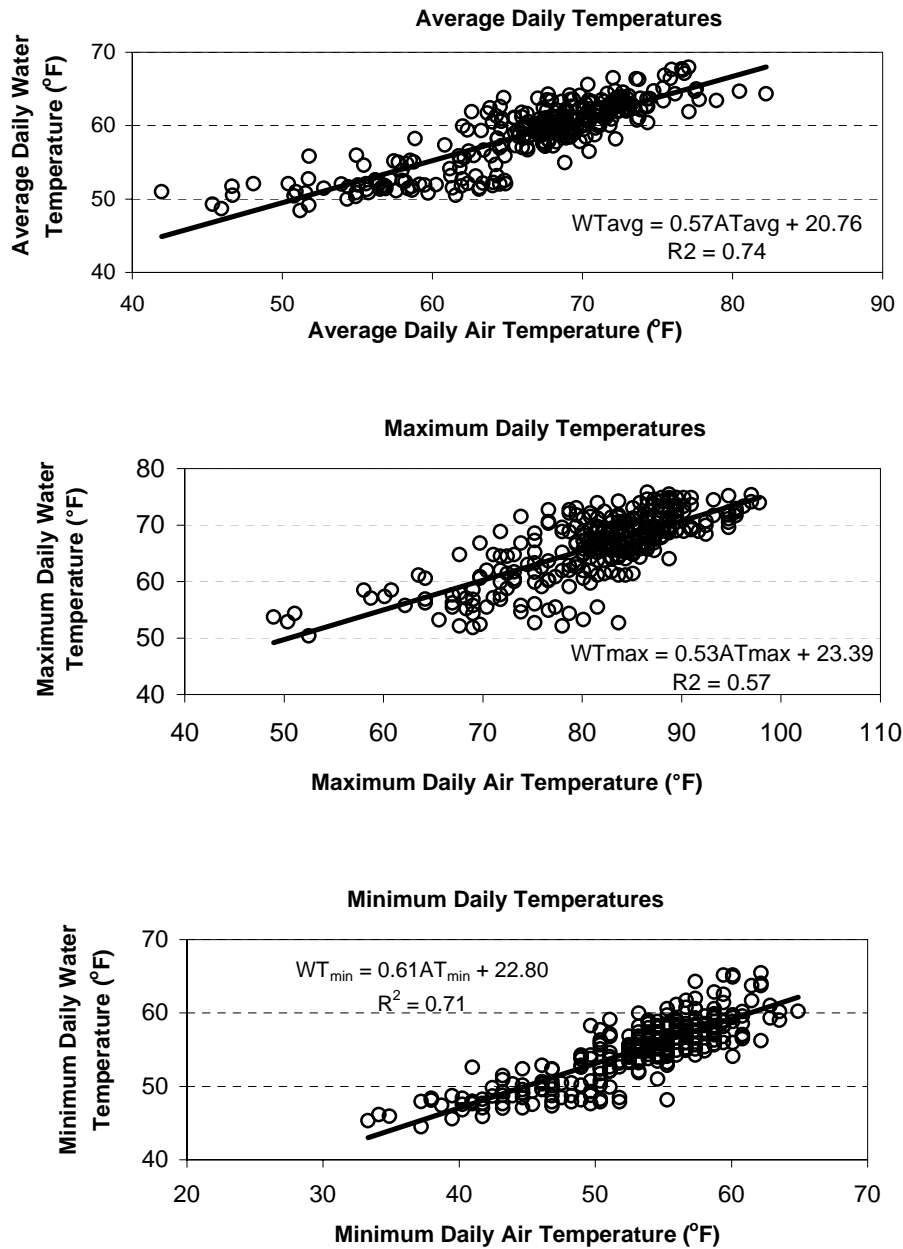 Average Daily Temperatures
Average Daily Water
Temperature (°F)
70
60
50
40
WTavg = 0.57ATavg + 20.76
R2 = 0.74
40 50 60 70 80 90
Average Daily Air Temperature (°F)
Maximum Daily Temperatures
Maximum Daily Water
Temperature (°F)
80
70
60
50
40
WTmax = 0.53ATmax + 23.39
R2 = 0.57
40 50 60 70 80 90 100 110
Maximum Daily Air Temperature (°F)
Minimum Daily Temperatures
Minimum Daily Water
Temperature (°F)
70
60
50
40
WTmin = 0.61ATmin + 22.80
R² = 0.71
20 30 40 50 60 70
Minimum Daily Air Temperature (°F)